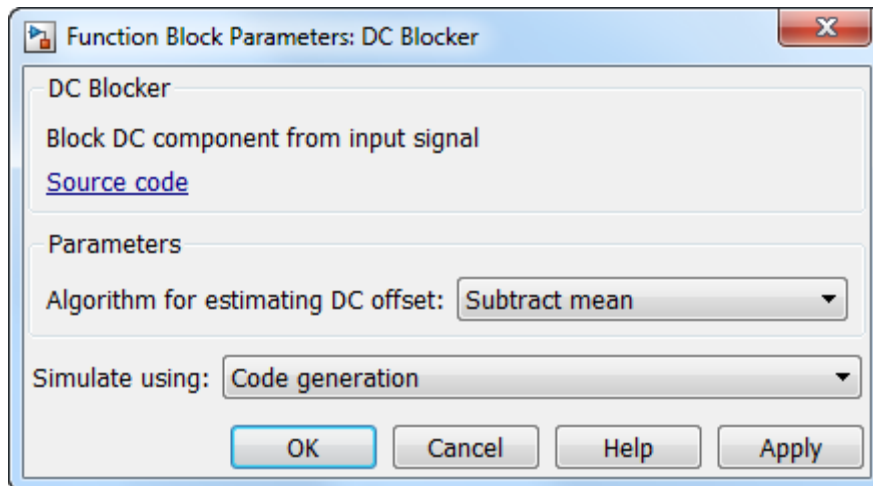 Function Block Parameters: DC Blocker
DC Blocker
Block DC component from input signal
Source code
Parameters
Algorithm for estimating DC offset: Subtract mean
Simulate using: Code generation
OK Cancel Help Apply